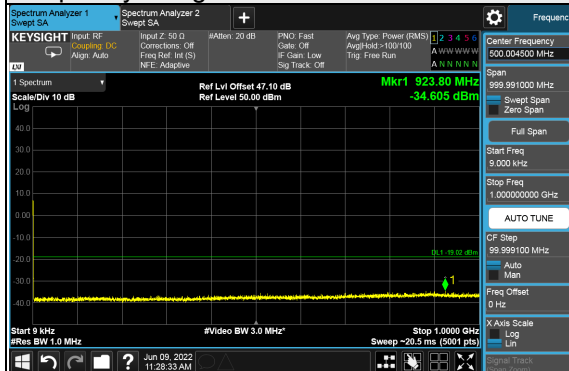 Spectrum Analyzer 1
Swept SA
Spectrum Analyzer 2
Swept SA
Frequenc
KEYSIGHT
Input: RF
Coupling: DC
Align: Auto
Input Z: 50 Ω
Corrections: Off
Freq Ref: Int (S)
NFE: Adaptive
#Atten: 20 dB
PNO: Fast
Gate: Off
IF Gain: Low
Sig Track: Off
Avg Type: Power (RMS)
Avg|Hold:>100/100
Trig: Free Run
1 2 3 4 5 6
A W W W W W
A N N N N N
LXI
1 Spectrum
Scale/Div 10 dB
Log
Ref Lvl Offset 47.10 dB
Ref Level 50.00 dBm
Mkr1 923.80 MHz
-34.605 dBm
40.0
30.0
20.0
10.0
0.00
-10.0
-20.0
-30.0
-40.0
DL1 -19.02 dBm
1
Start 9 kHz
#Res BW 1.0 MHz
#Video BW 3.0 MHz*
Stop 1.0000 GHz
Sweep ~20.5 ms (5001 pts)
Jun 09, 2022
11:28:33 AM
Center Frequency
500.004500 MHz
Span
999.991000 MHz
Swept Span
Zero Span
Full Span
Start Freq
9.000 kHz
Stop Freq
1.000000000 GHz
AUTO TUNE
CF Step
99.999100 MHz
Auto
Man
Freq Offset
0 Hz
X Axis Scale
Log
Lin
Signal Track
(Span Zoom)